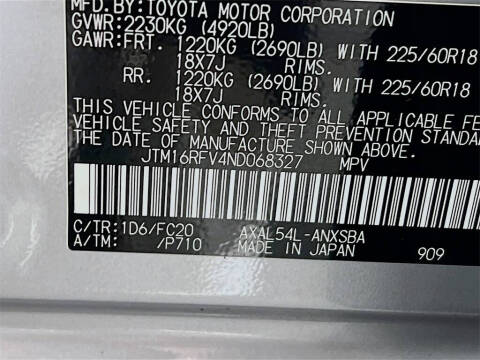 MFD.BY:TOYOTA MOTOR CORPORATION
GVWR:2230KG (4920LB)
GAWR:FRT. 1220KG (2690LB) WITH 225/60R18
18X7J RIMS.
RR. 1220KG (2690LB) WITH 225/60R18
18X7J RIMS.
THIS VEHICLE CONFORMS TO ALL APPLICABLE FE
VEHICLE SAFETY AND THEFT PREVENTION STANDA
THE DATE OF MANUFACTURE SHOWN ABOVE.
JTM16RFV4ND068327 MPV
C/TR:1D6/FC20 AXAL54L-ANXSBA
A/TM: /P710 MADE IN JAPAN 909